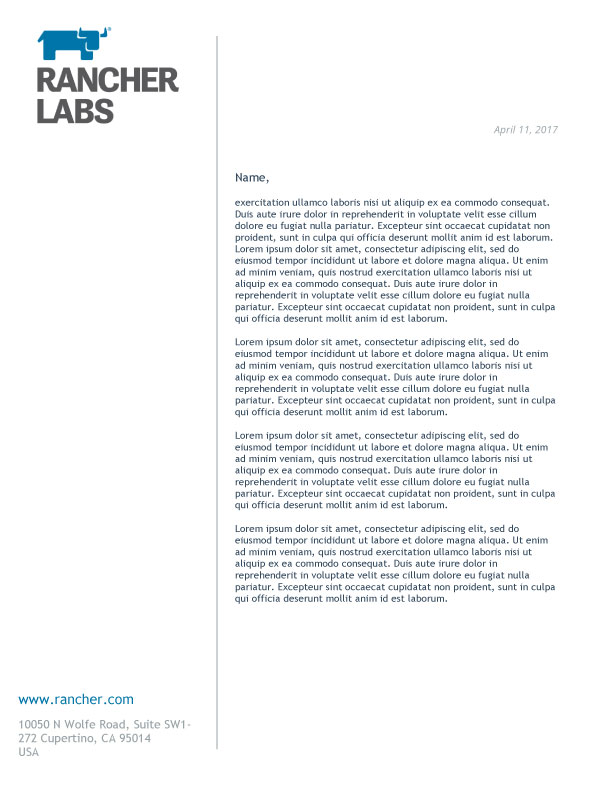 RANCHER
LABS
April 11, 2017
Name,
exercitation ullamco laboris nisi ut aliquip ex ea commodo consequat.
Duis aute irure dolor in reprehenderit in voluptate velit esse cillum
dolore eu fugiat nulla pariatur. Excepteur sint occaecat cupidatat non
proident, sunt in culpa qui officia deserunt mollit anim id est laborum.
Lorem ipsum dolor sit amet, consectetur adipiscing elit, sed do
eiusmod tempor incididunt ut labore et dolore magna aliqua. Ut enim
ad minim veniam, quis nostrud exercitation ullamco laboris nisi ut
aliquip ex ea commodo consequat. Duis aute irure dolor in
reprehenderit in voluptate velit esse cillum dolore eu fugiat nulla
pariatur. Excepteur sint occaecat cupidatat non proident, sunt in culpa
qui officia deserunt mollit anim id est laborum.
Lorem ipsum dolor sit amet, consectetur adipiscing elit, sed do
eiusmod tempor incididunt ut labore et dolore magna aliqua. Ut enim
ad minim veniam, quis nostrud exercitation ullamco laboris nisi ut
aliquip ex ea commodo consequat. Duis aute irure dolor in
reprehenderit in voluptate velit esse cillum dolore eu fugiat nulla
pariatur. Excepteur sint occaecat cupidatat non proident, sunt in culpa
qui officia deserunt mollit anim id est laborum.
Lorem ipsum dolor sit amet, consectetur adipiscing elit, sed do
eiusmod tempor incididunt ut labore et dolore magna aliqua. Ut enim
ad minim veniam, quis nostrud exercitation ullamco laboris nisi ut
aliquip ex ea commodo consequat. Duis aute irure dolor in
reprehenderit in voluptate velit esse cillum dolore eu fugiat nulla
pariatur. Excepteur sint occaecat cupidatat non proident, sunt in culpa
qui officia deserunt mollit anim id est laborum.
Lorem ipsum dolor sit amet, consectetur adipiscing elit, sed do
eiusmod tempor incididunt ut labore et dolore magna aliqua. Ut enim
ad minim veniam, quis nostrud exercitation ullamco laboris nisi ut
aliquip ex ea commodo consequat. Duis aute irure dolor in
reprehenderit in voluptate velit esse cillum dolore eu fugiat nulla
pariatur. Excepteur sint occaecat cupidatat non proident, sunt in culpa
qui officia deserunt mollit anim id est laborum.
www.rancher.com
10050 N Wolfe Road, Suite SW1-
272 Cupertino, CA 95014
USA